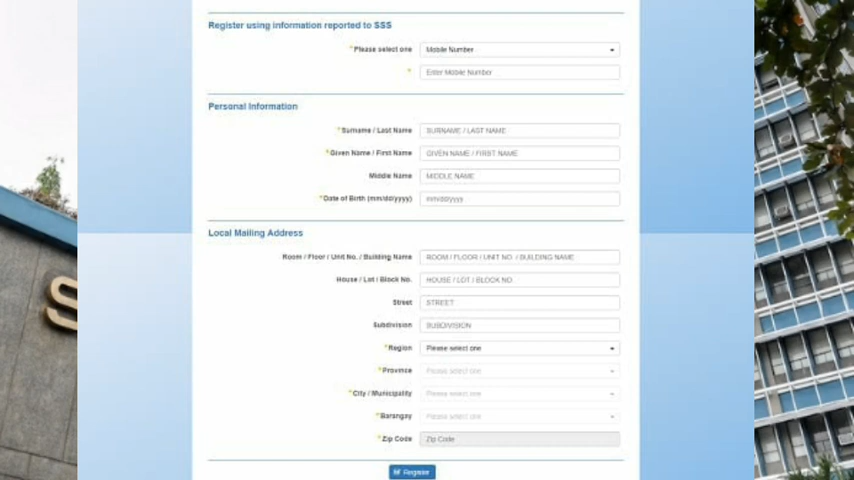 Register using information reported to SSS
*Please select one Mobile Number
* Enter Mobile Number
Personal Information
*Surname / Last Name SURNAME / LAST NAME
*Given Name / First Name GIVEN NAME / FIRST NAME
Middle Name MIDDLE NAME
*Date of Birth (mm/dd/yyyy) mm/dd/yyyy
Local Mailing Address
Room / Floor / Unit No. / Building Name ROOM / FLOOR / UNIT NO. / BUILDING NAME
House / Lot / Block No. HOUSE / LOT / BLOCK NO
Street STREET
Subdivision SUBDIVISION
*Region Please select one
*Province Please select one
*City / Municipality Please select one
*Barangay Please select one
*Zip Code Zip Code
Register
S